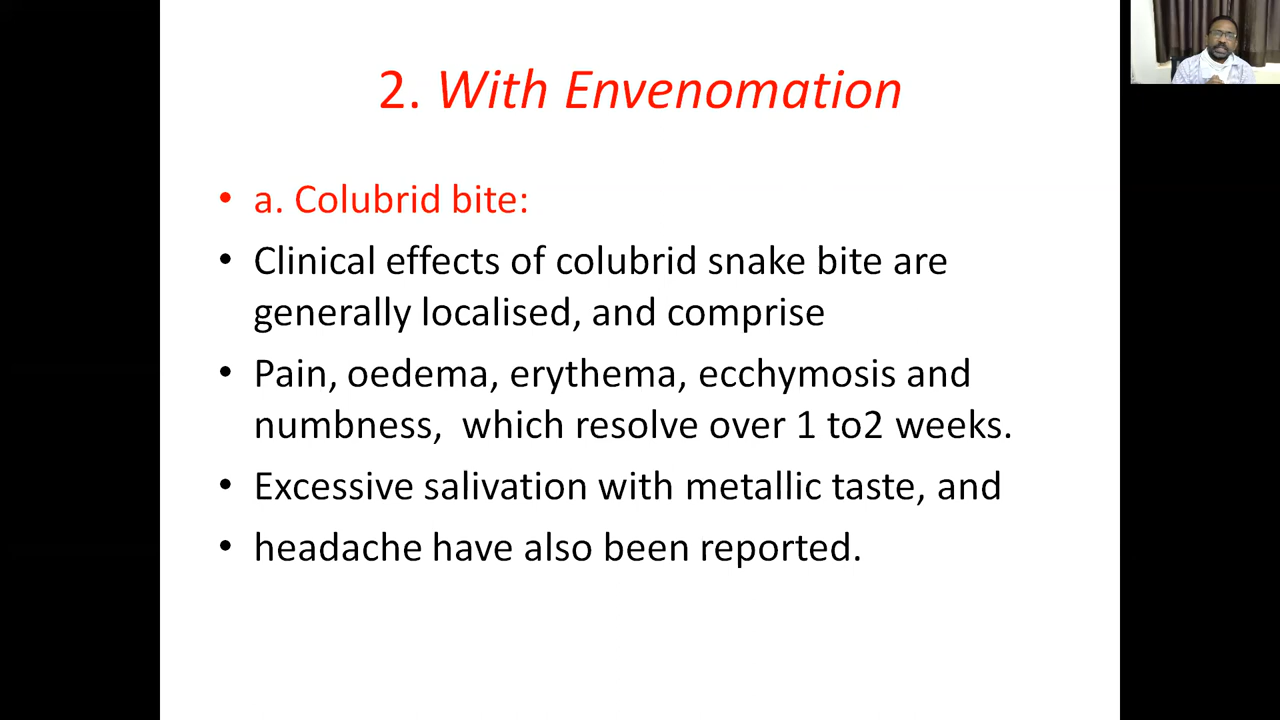 2. With Envenomation
• a. Colubrid bite:
• Clinical effects of colubrid snake bite are
generally localised, and comprise
• Pain, oedema, erythema, ecchymosis and
numbness,  which resolve over 1 to2 weeks.
• Excessive salivation with metallic taste, and
• headache have also been reported.